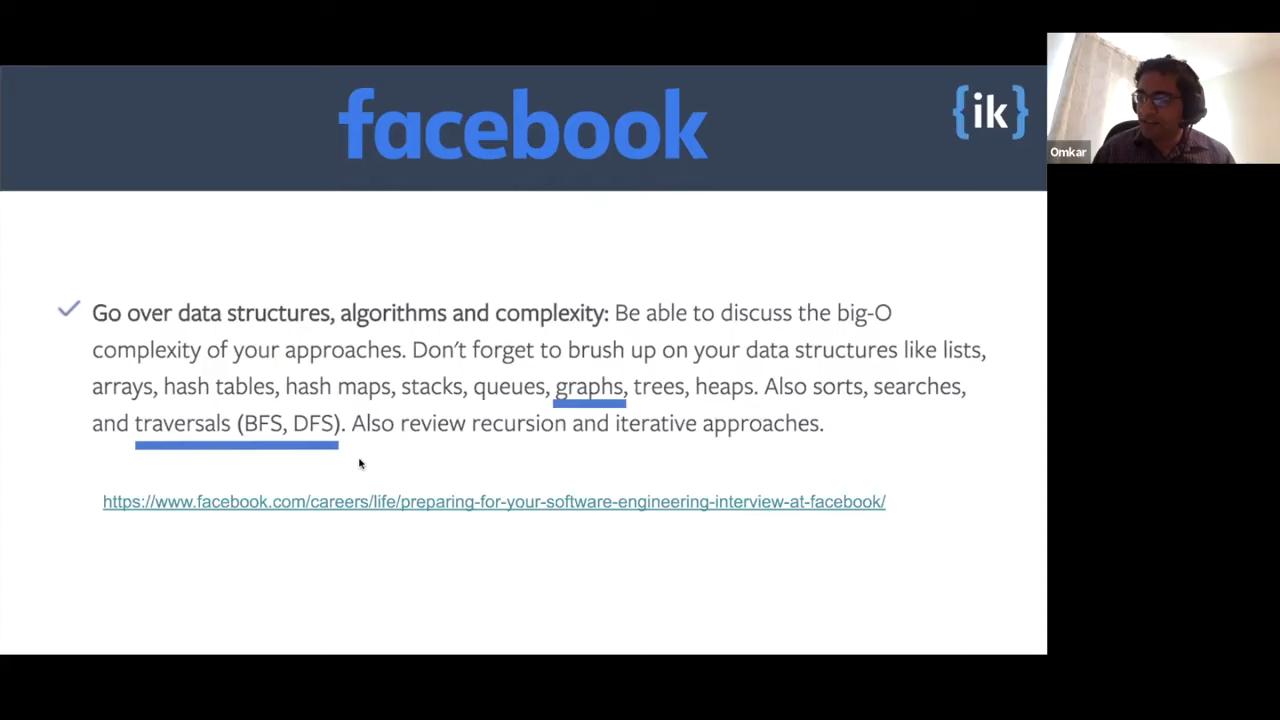 facebook
{ik}
Omkar
Go over data structures, algorithms and complexity: Be able to discuss the big-O
complexity of your approaches. Don't forget to brush up on your data structures like lists,
arrays, hash tables, hash maps, stacks, queues, graphs, trees, heaps. Also sorts, searches,
and traversals (BFS, DFS). Also review recursion and iterative approaches.
https://www.facebook.com/careers/life/preparing-for-your-software-engineering-interview-at-facebook/